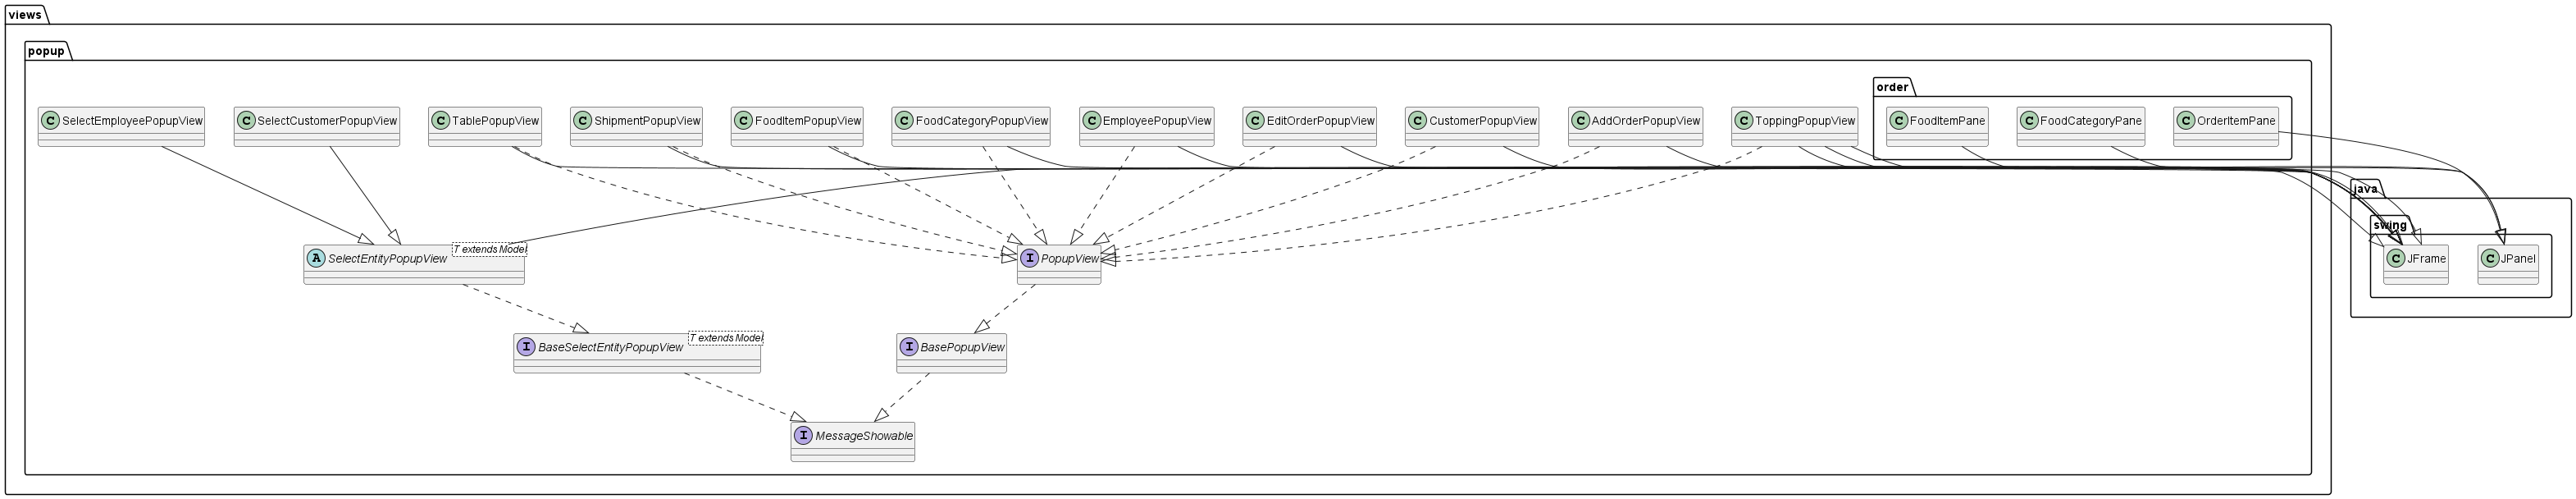 views
popup
order
C SelectEmployeePopupView
C SelectCustomerPopupView
C TablePopupView
C ShipmentPopupView
C FoodItemPopupView
C FoodCategoryPopupView
C EmployeePopupView
C EditOrderPopupView
C CustomerPopupView
C AddOrderPopupView
C ToppingPopupView
C FoodItemPane
C FoodCategoryPane
C OrderItemPane
java
swing
A SelectEntityPopupView
T extends Model
I PopupView
C JFrame
C JPanel
I BaseSelectEntityPopupView
T extends Model
I BasePopupView
I MessageShowable